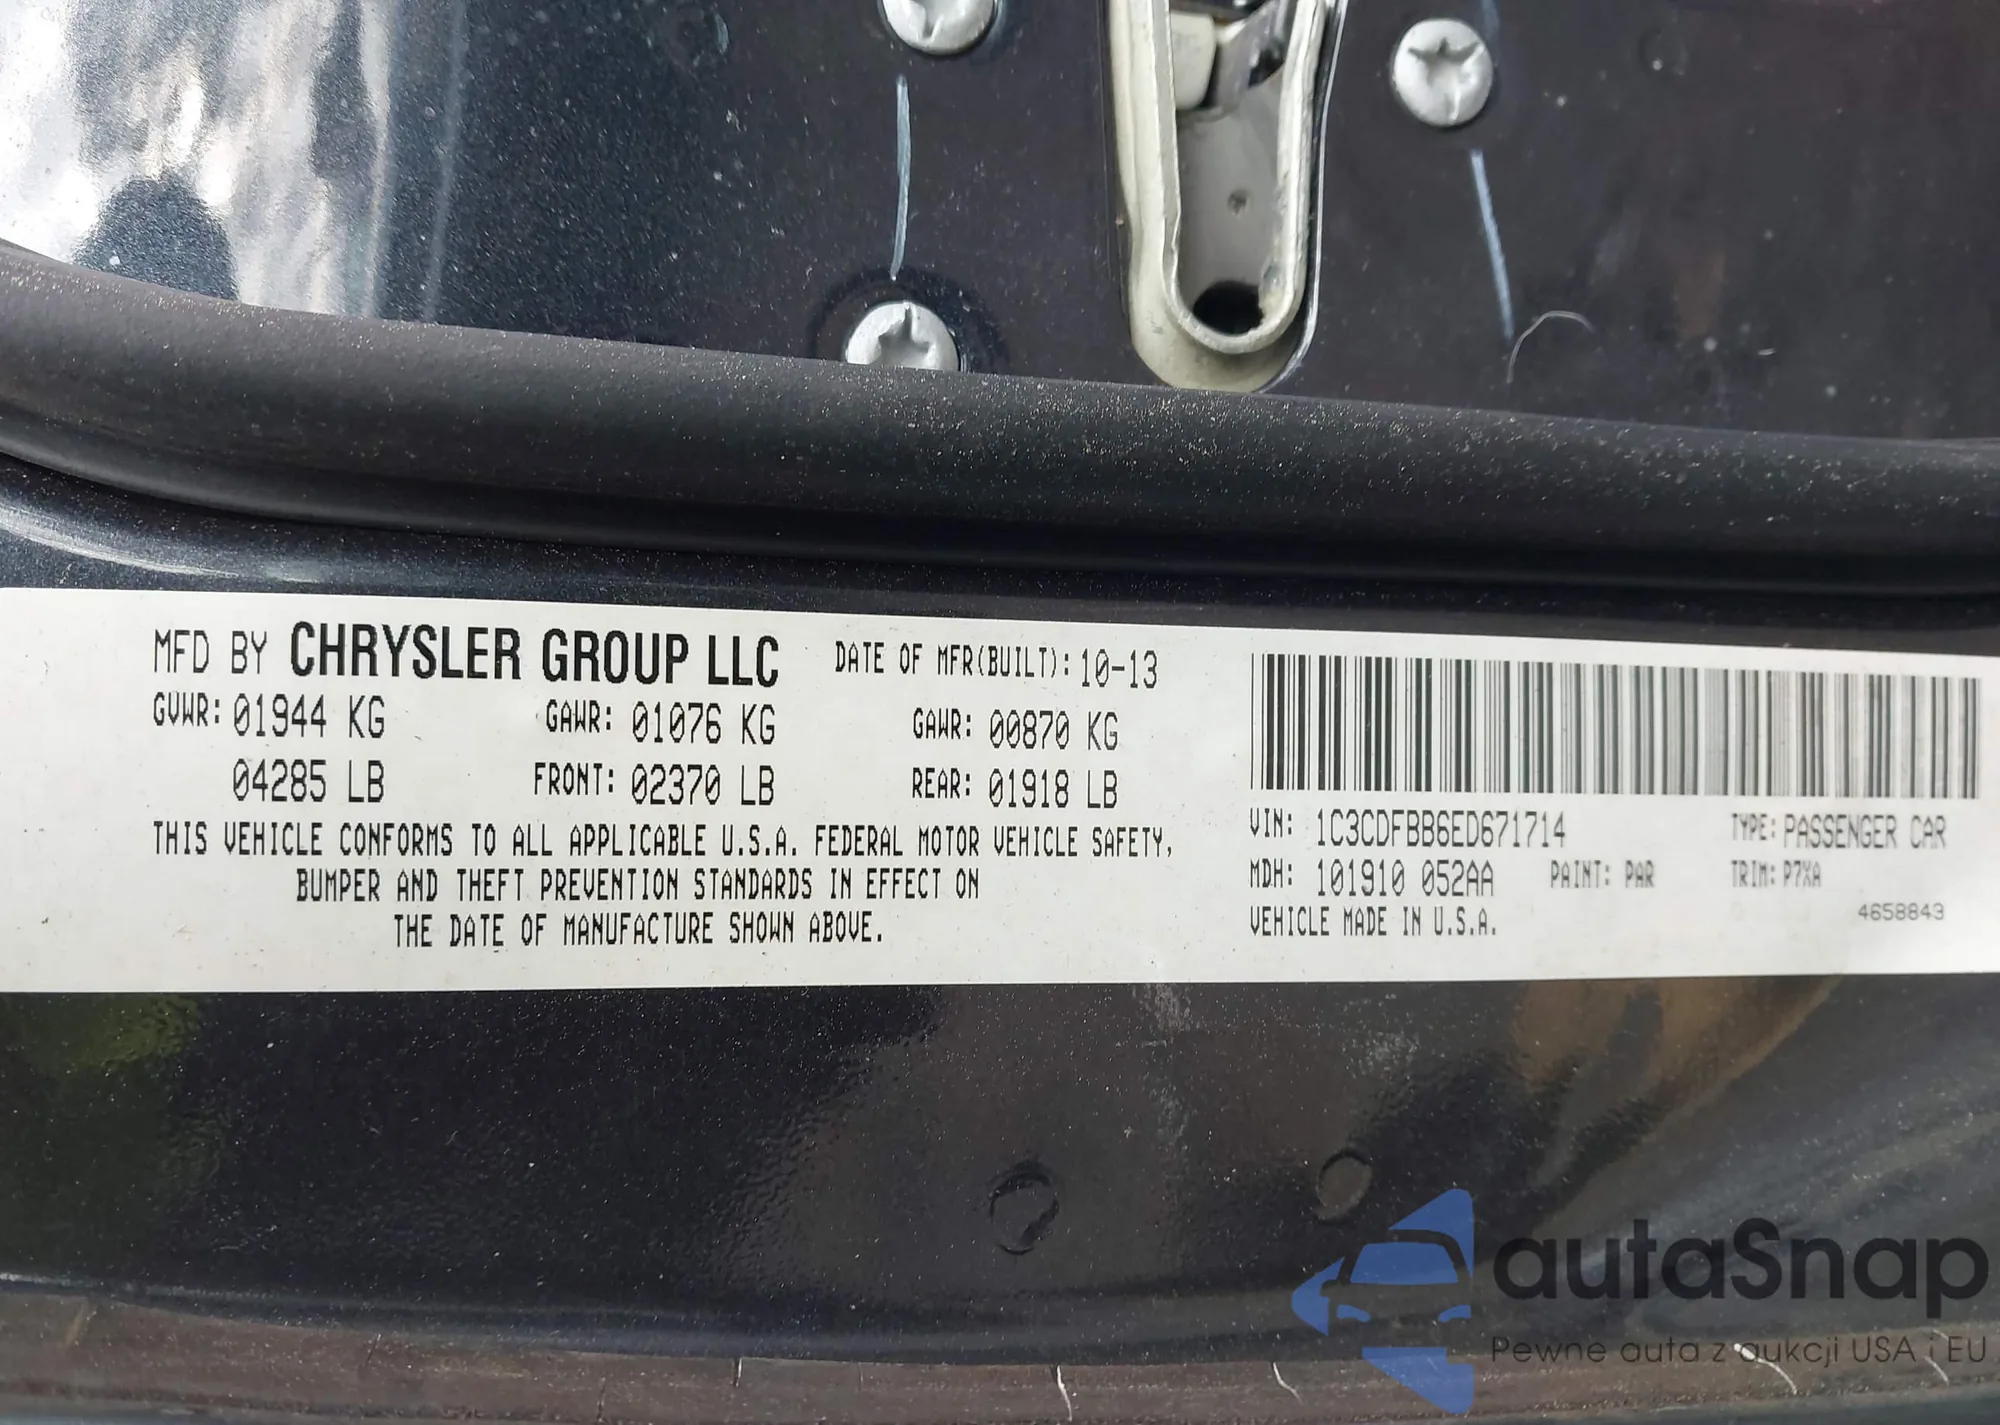 MFD BY CHRYSLER GROUP LLC DATE OF MFR(BUILT): 10-13
GVWR: 01944 KG GAWR: 01076 KG GAWR: 00870 KG
04285 LB FRONT: 02370 LB REAR: 01918 LB
THIS VEHICLE CONFORMS TO ALL APPLICABLE U.S.A. FEDERAL MOTOR VEHICLE SAFETY,
BUMPER AND THEFT PREVENTION STANDARDS IN EFFECT ON
THE DATE OF MANUFACTURE SHOWN ABOVE.
VIN: 1C3CDFBB6ED671714 TYPE: PASSENGER CAR
MDH: 101910 052AA PAINT: PAR TRIM: P7XA
VEHICLE MADE IN U.S.A. 4658843
autaSnap
Pewne auta z aukcji USA i EU